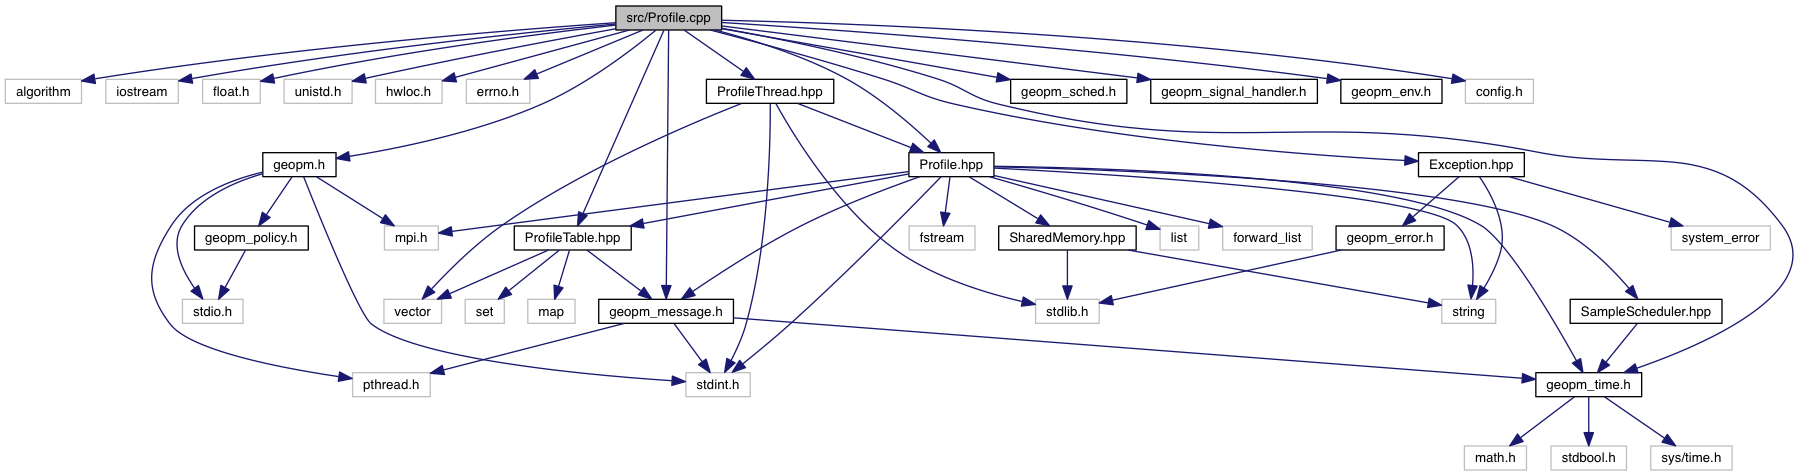 src/Profile.cpp
algorithm
iostream
float.h
unistd.h
hwloc.h
errno.h
ProfileThread.hpp
geopm_sched.h
geopm_signal_handler.h
geopm_env.h
config.h
geopm.h
Profile.hpp
Exception.hpp
geopm_policy.h
mpi.h
ProfileTable.hpp
fstream
SharedMemory.hpp
list
forward_list
geopm_error.h
system_error
stdio.h
vector
set
map
geopm_message.h
stdlib.h
string
SampleScheduler.hpp
pthread.h
stdint.h
geopm_time.h
math.h
stdbool.h
sys/time.h